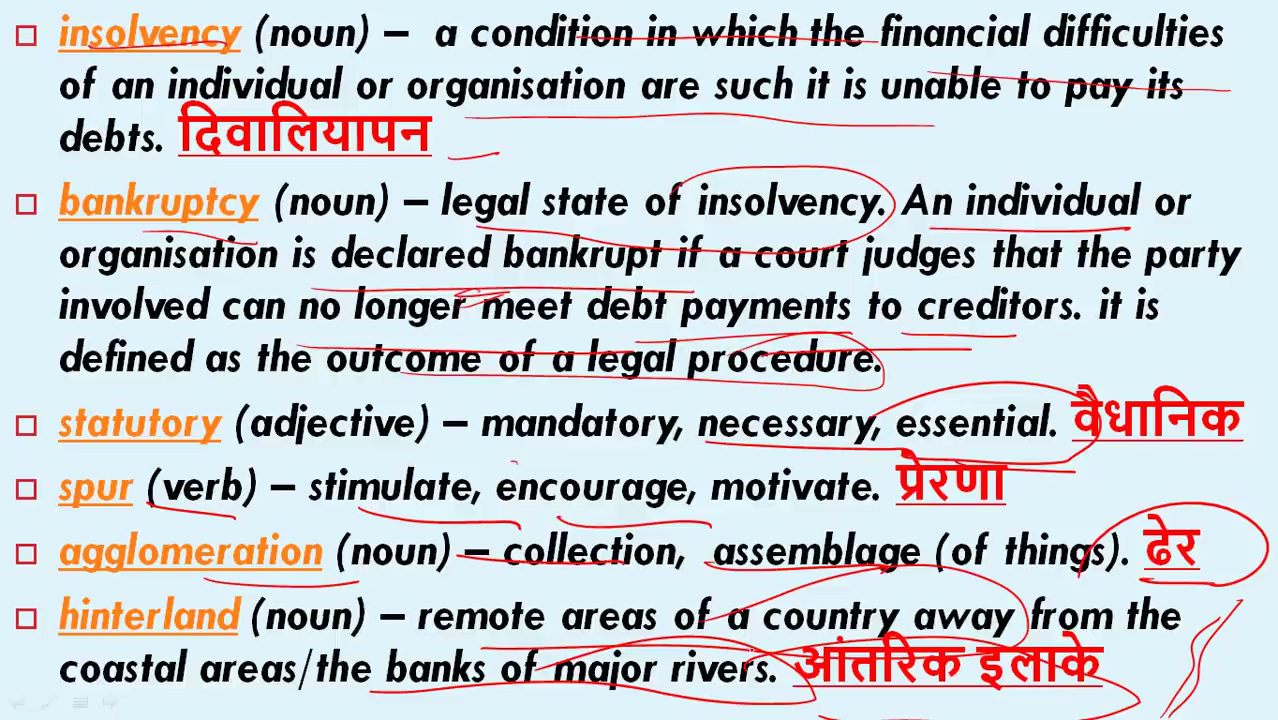 insolvency (noun) – a condition in which the financial difficulties
of an individual or organisation are such it is unable to pay its
debts. दिवालियापन
bankruptcy (noun) – legal state of insolvency. An individual or
organisation is declared bankrupt if a court judges that the party
involved can no longer meet debt payments to creditors. it is
defined as the outcome of a legal procedure.
statutory (adjective) – mandatory, necessary, essential. वैधानिक
spur (verb) – stimulate, encourage, motivate. प्रेरणा
agglomeration (noun) – collection, assemblage (of things). ढेर
hinterland (noun) – remote areas of a country away from the
coastal areas/the banks of major rivers. आंतरिक इलाके